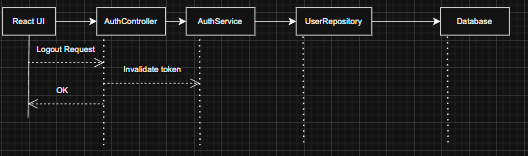 React UI
AuthController
AuthService
UserRepository
Database
Logout Request
Invalidate token
OK